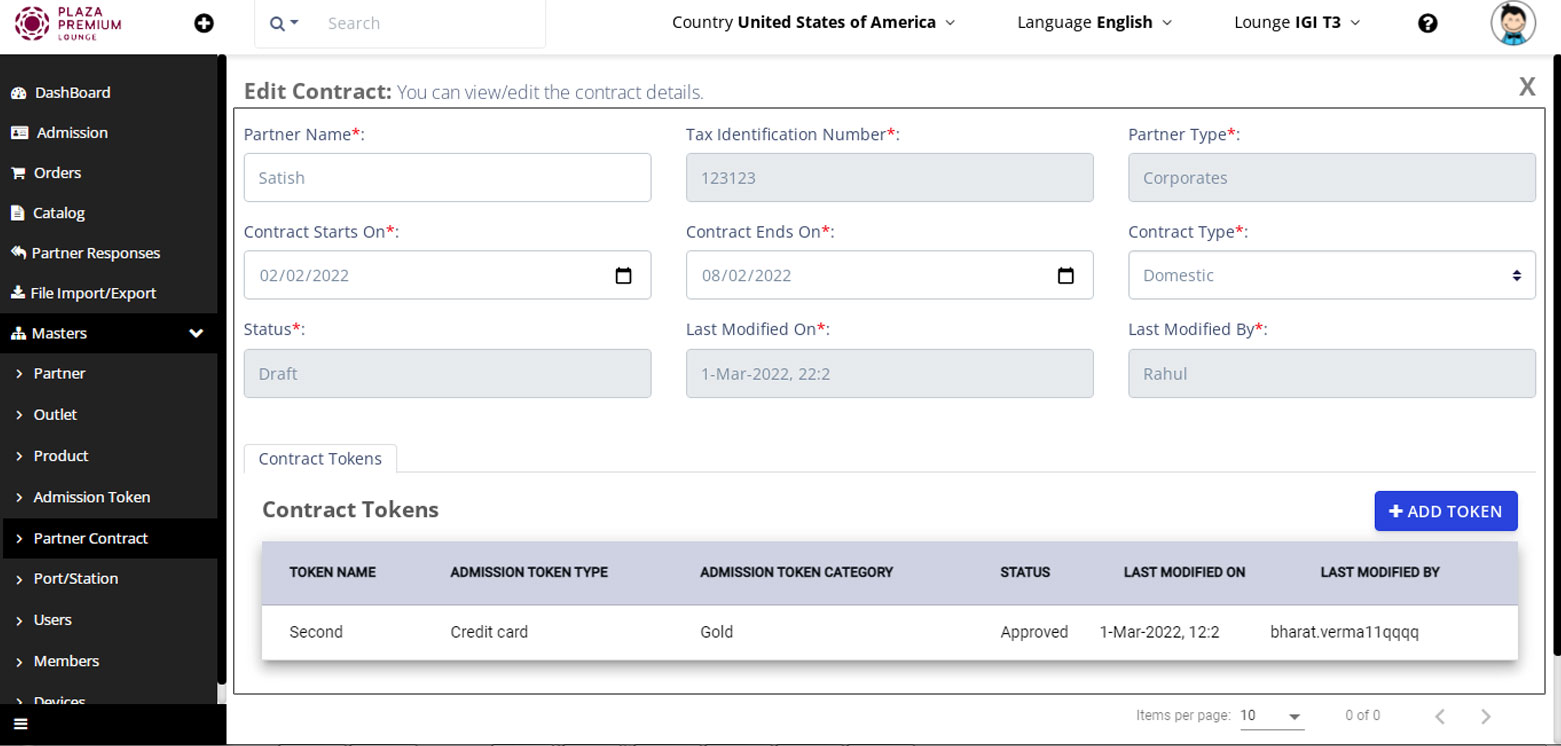 PLAZA
PREMIUM
LOUNGE
Search
Country United States of America
Language English
Lounge IGI T3
DashBoard
Admission
Orders
Catalog
Partner Responses
File Import/Export
Masters
Partner
Outlet
Product
Admission Token
Partner Contract
Port/Station
Users
Members
Devices
Edit Contract: You can view/edit the contract details.
X
Partner Name*: Tax Identification Number*: Partner Type*:
Satish 123123 Corporates
Contract Starts On*: Contract Ends On*: Contract Type*:
02/02/2022 08/02/2022 Domestic
Status*: Last Modified On*: Last Modified By*:
Draft 1-Mar-2022, 22:2 Rahul
Contract Tokens
Contract Tokens
+ ADD TOKEN
TOKEN NAME ADMISSION TOKEN TYPE ADMISSION TOKEN CATEGORY STATUS LAST MODIFIED ON LAST MODIFIED BY
Second Credit card Gold Approved 1-Mar-2022, 12:2 bharat.verma11qqqq
Items per page: 10 0 of 0